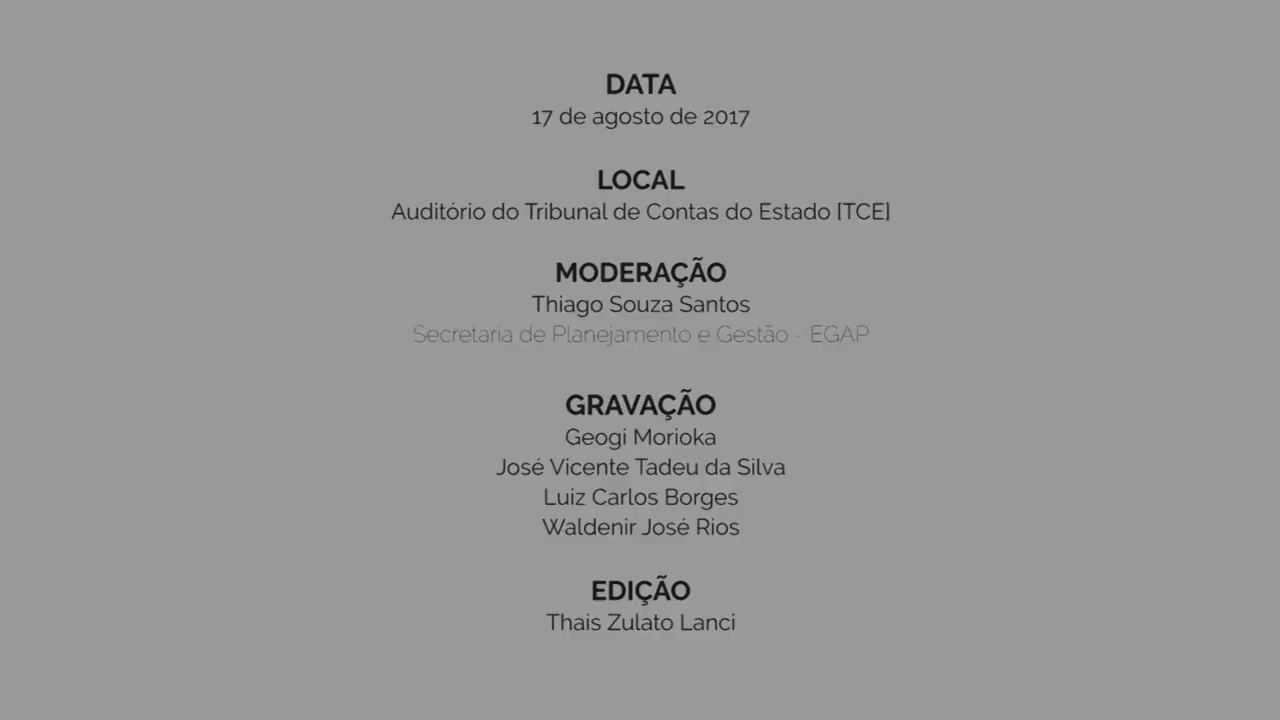 DATA
17 de agosto de 2017
LOCAL
Auditório do Tribunal de Contas do Estado [TCE]
MODERAÇÃO
Thiago Souza Santos
Secretaria de Planejamento e Gestão - EGAP
GRAVAÇÃO
Geogi Morioka
José Vicente Tadeu da Silva
Luiz Carlos Borges
Waldenir José Rios
EDIÇÃO
Thais Zulato Lanci